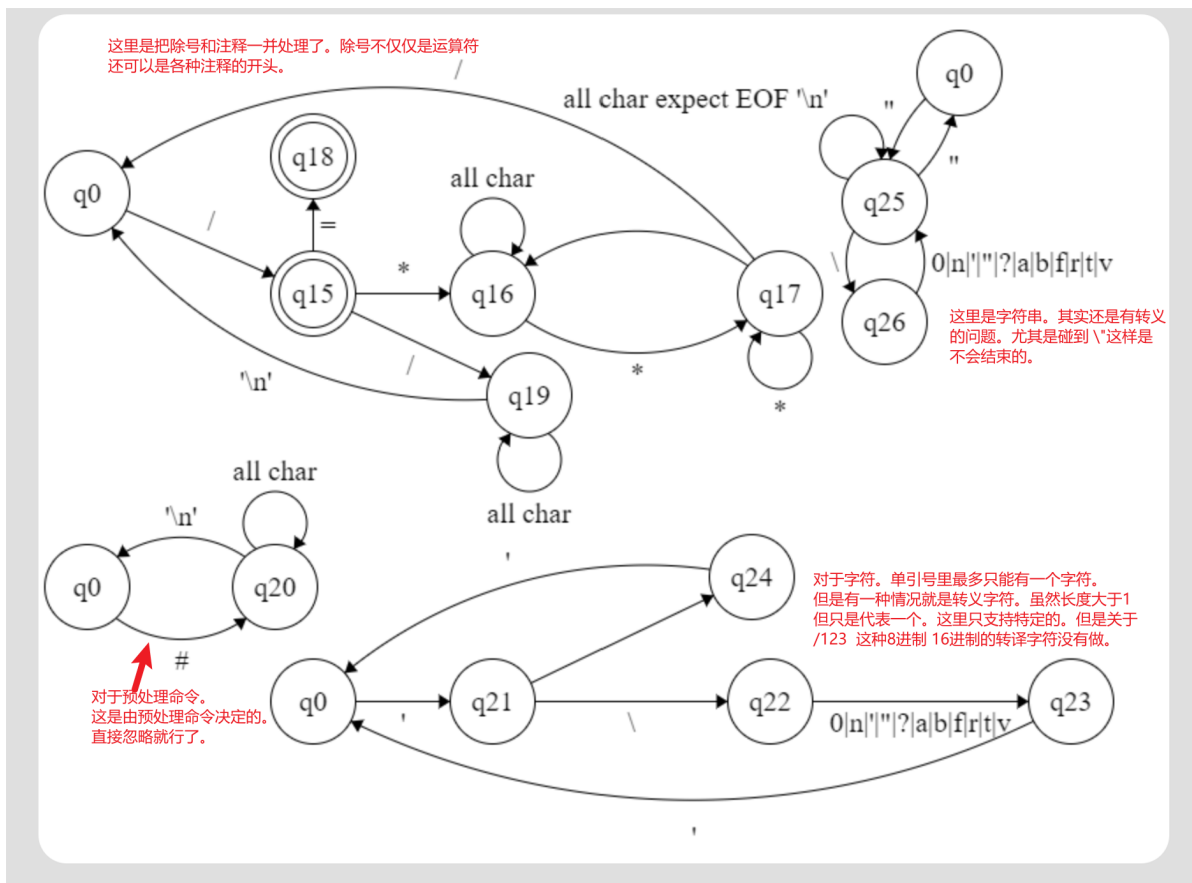 这里是把除号和注释一并处理了。除号不仅仅是运算符
还可以是各种注释的开头。
/
all char expect EOF '\n'
q0
"
"
q18
all char
q0
/
=
q25
*
\
0|n|'|"|?|a|b|f|r|t|v
q15
q16
q17
q26
这里是字符串。其实还是有转义
的问题。尤其是碰到 \"这样是
不会结束的。
/
*
'\n'
q19
*
all char
all char
'\n'
q0
q20
#
对于预处理命令。
这是由预处理命令决定的。
直接忽略就行了。
'
q24
对于字符。单引号里最多只能有一个字符。
但是有一种情况就是转义字符。虽然长度大于1
但只是代表一个。这里只支持特定的。但是关于
/123 这种8进制 16进制的转译字符没有做。
q0
'
q21
\
q22
0|n|'|"|?|a|b|f|r|t|v
q23
'